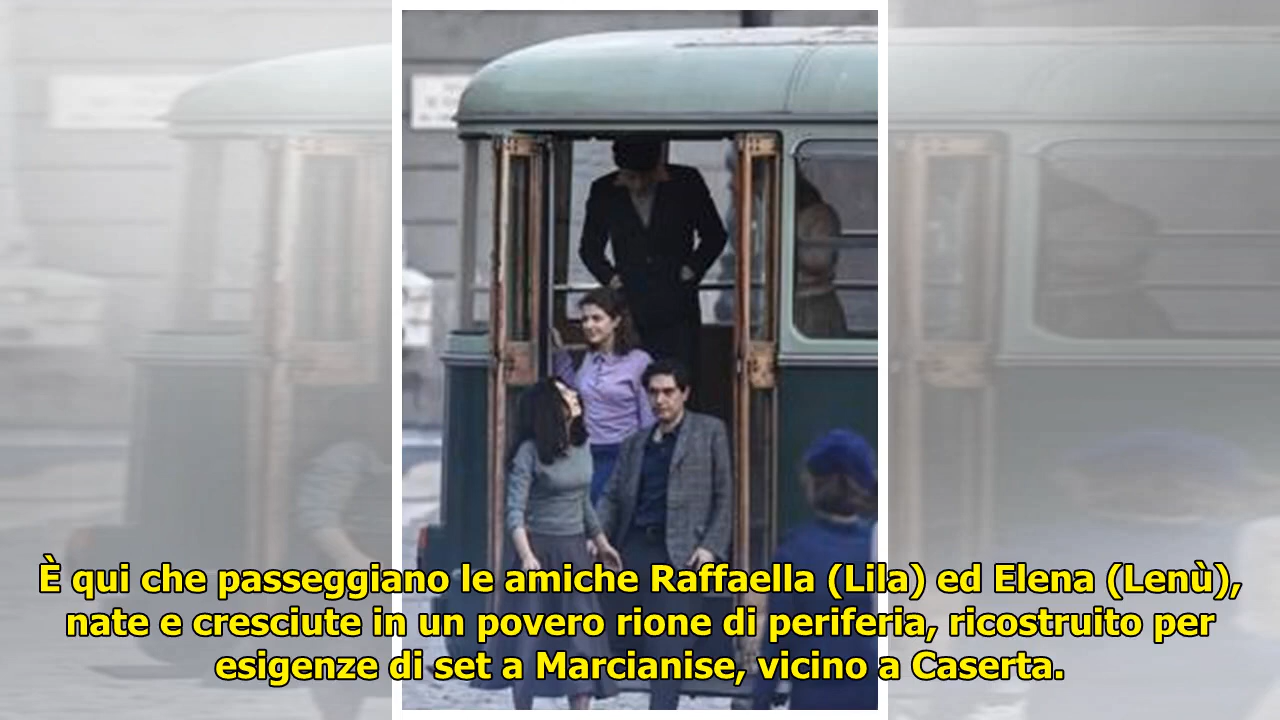 È qui che passeggiano le amiche Raffaella (Lila) ed Elena (Lenù),
nate e cresciute in un povero rione di periferia, ricostruito per
esigenze di set a Marcianise, vicino a Caserta.